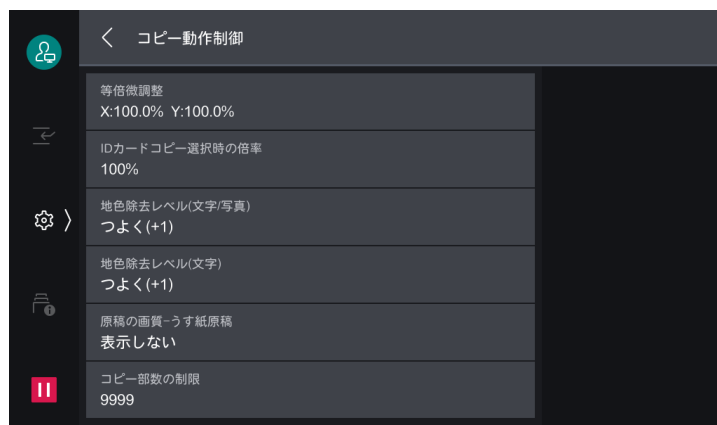 コピー動作制御
等倍微調整
X:100.0% Y:100.0%
IDカードコピー選択時の倍率
100%
地色除去レベル(文字/写真)
つよく(+1)
地色除去レベル(文字)
つよく(+1)
原稿の画質-うす紙原稿
表示しない
コピー部数の制限
9999